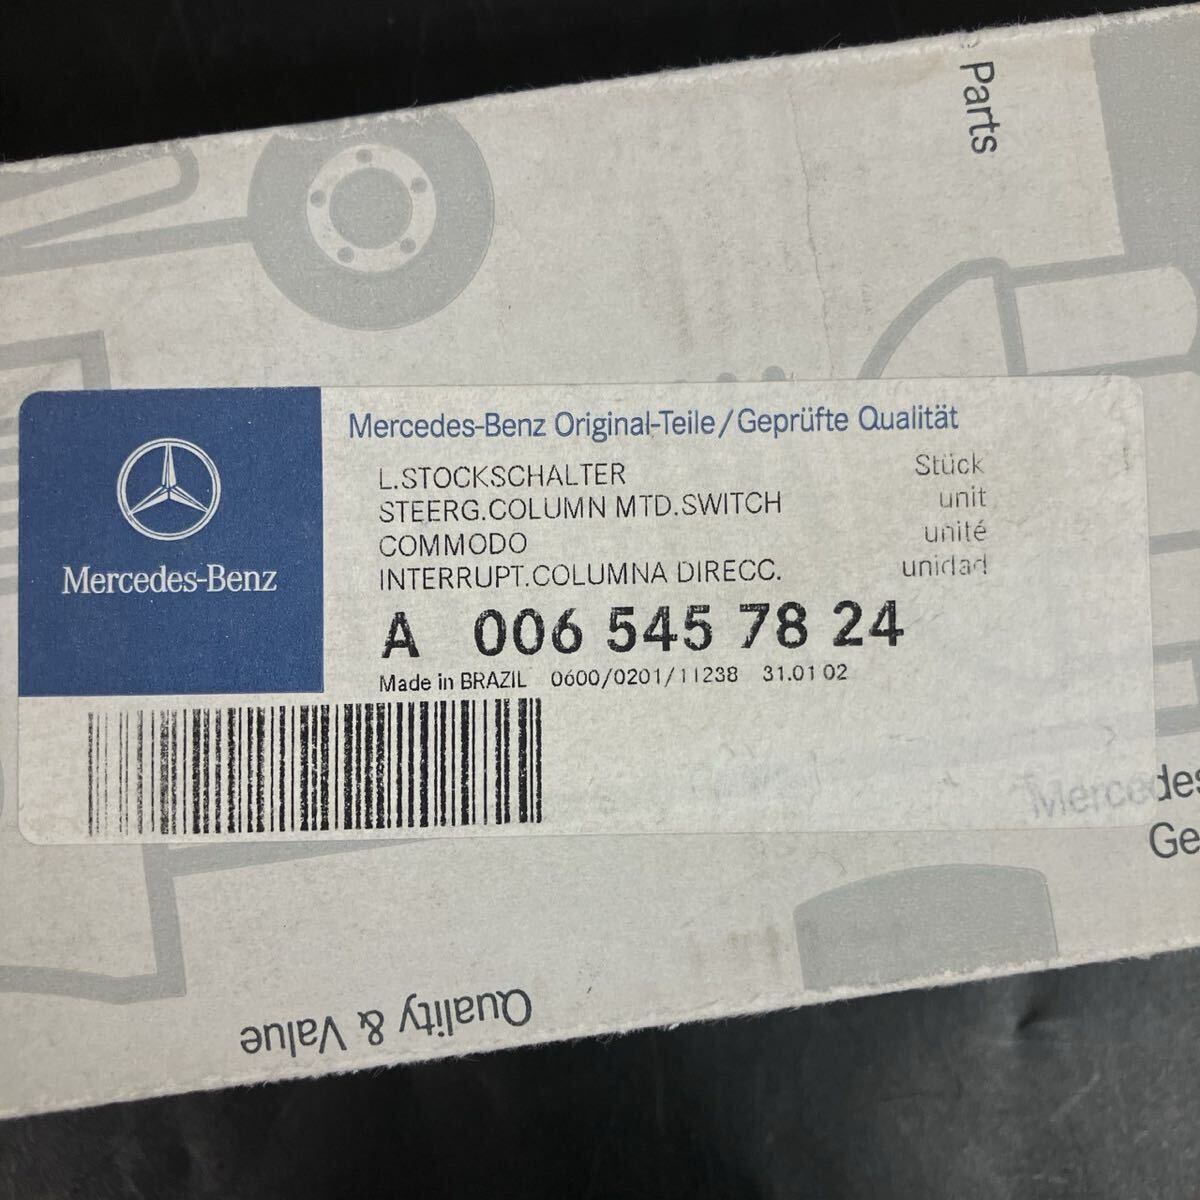 Parts
Mercedes-Benz Original-Teile/Geprüfte Qualität
L.STOCKSCHALTER Stück
STEERG.COLUMN MTD.SWITCH unit
COMMODO unité
INTERRUPT.COLUMNA DIRECC. unidad
Mercedes-Benz
A 006 545 78 24
Made in BRAZIL 0600/0201/11238 31.01 02
Mercedes
Ge
Quality & Value